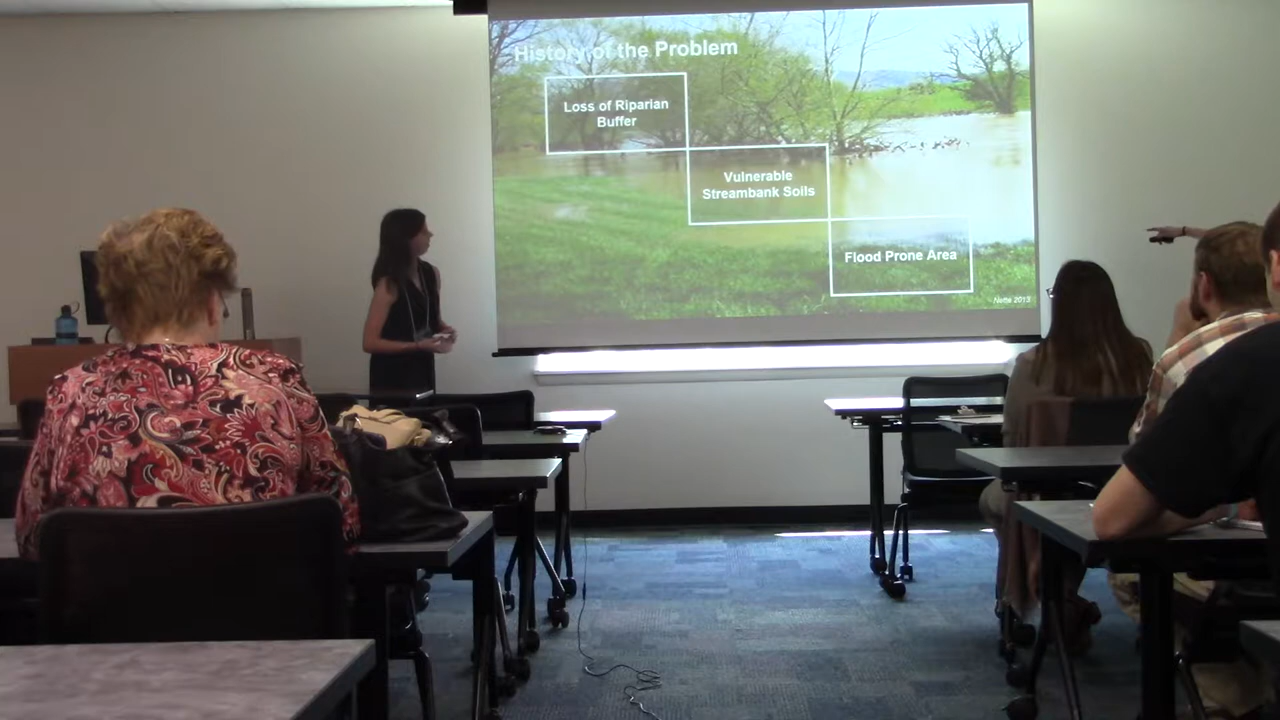 History of the Problem
Loss of Riparian
Buffer
Vulnerable
Streambank Soils
Flood Prone Area
Nette 2013